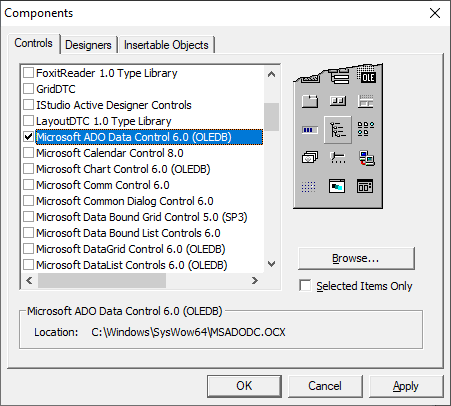 Components
Controls Designers Insertable Objects
FoxitReader 1.0 Type Library
GridDTC
IStudio Active Designer Controls
LayoutDTC 1.0 Type Library
Microsoft ADO Data Control 6.0 (OLEDB)
Microsoft Calendar Control 8.0
Microsoft Chart Control 6.0 (OLEDB)
Microsoft Comm Control 6.0
Microsoft Common Dialog Control 6.0
Microsoft Data Bound Grid Control 5.0 (SP3)
Microsoft Data Bound List Controls 6.0
Microsoft DataGrid Control 6.0 (OLEDB)
Microsoft DataList Controls 6.0 (OLEDB)
OLE
Browse...
Selected Items Only
Microsoft ADO Data Control 6.0 (OLEDB)
Location: C:\Windows\SysWow64\MSADODC.OCX
OK Cancel Apply